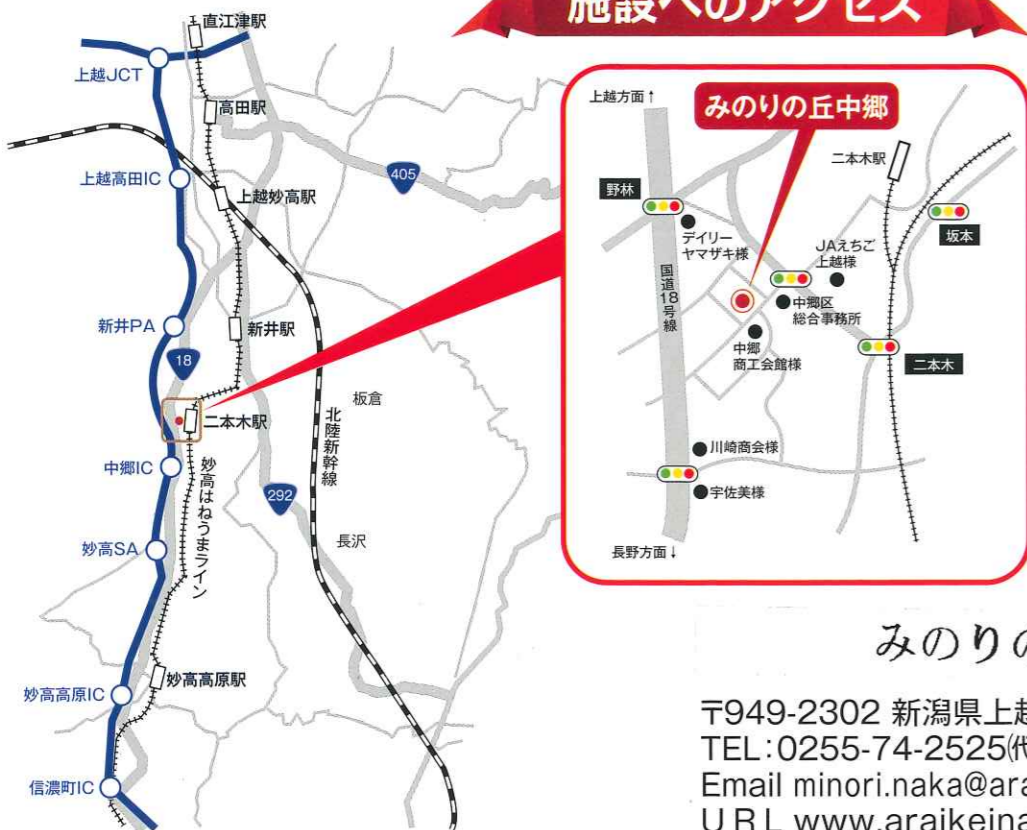 施設へのアクセス
直江津駅
上越JCT
高田駅
405
上越高田IC
上越妙高駅
新井PA
新井駅
18
二本木駅
板倉
北陸新幹線
中郷IC
妙高はねうまライン
292
妙高SA
長沢
妙高高原IC
妙高高原駅
信濃町IC
上越方面↑
みのりの丘中郷
二本木駅
野林
坂本
デイリー
ヤマザキ様
JAえちご
上越様
国道18号線
中郷区
総合事務所
中郷
商工会館様
二本木
川崎商会様
宇佐美様
長野方面↓
みのりの
〒949-2302 新潟県上越
TEL:0255-74-2525㈹
Email minori.naka@ara
URL www.araikeina